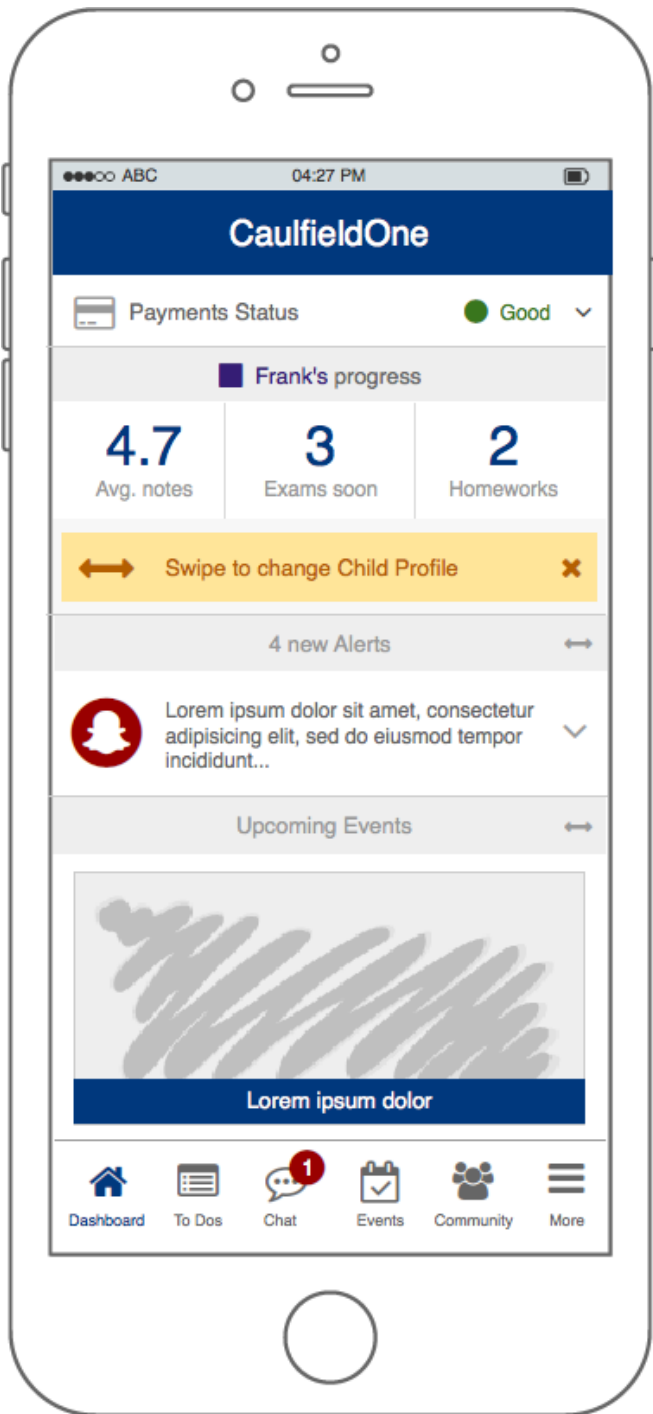 ABC 04:27 PM
CaulfieldOne
Payments Status Good
Frank's progress
4.7 3 2
Avg. notes Exams soon Homeworks
Swipe to change Child Profile
4 new Alerts
Lorem ipsum dolor sit amet, consectetur
adipisicing elit, sed do eiusmod tempor
incididunt...
Upcoming Events
Lorem ipsum dolor
1
Dashboard To Dos Chat Events Community More